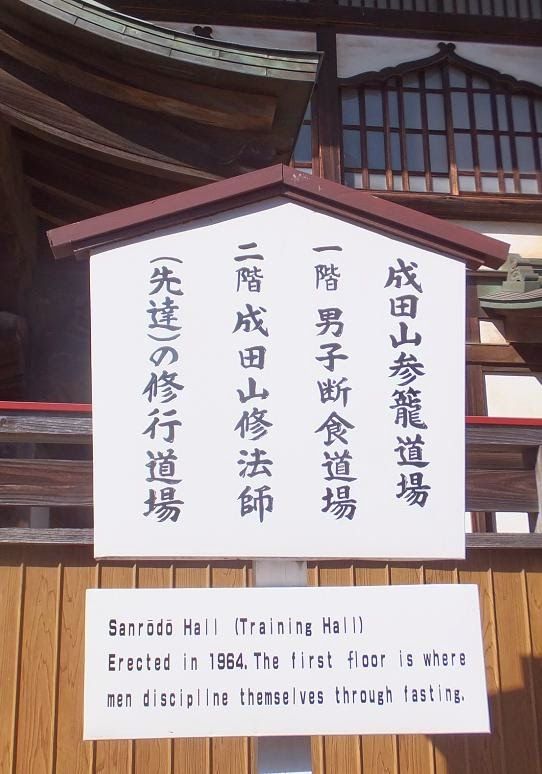 成田山参籠道場
一階 男子断食道場
二階 成田山修法師
(先達)の修行道場
Sanrōdō Hall (Training Hall)
Erected in 1964. The first floor is where
men discipline themselves through fasting.